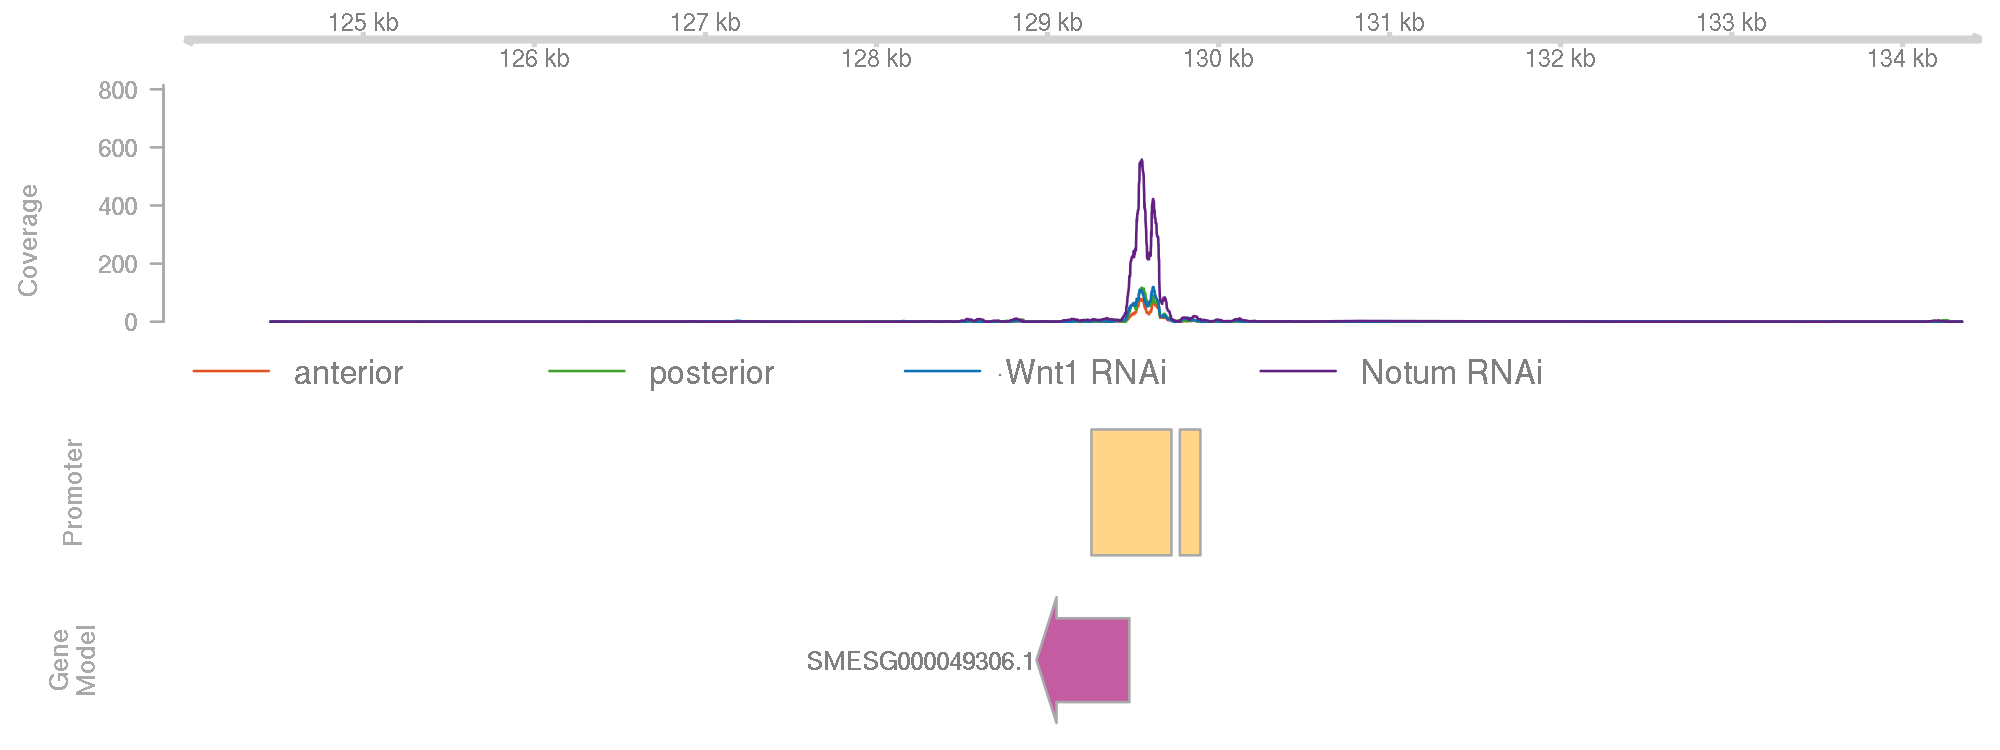 125 kb 127 kb 129 kb 131 kb 133 kb
126 kb 128 kb 130 kb 132 kb 134 kb
800
600
400
200
0
Coverage
anterior posterior Wnt1 RNAi Notum RNAi
Promoter
Gene
Model
SMESG000049306.1